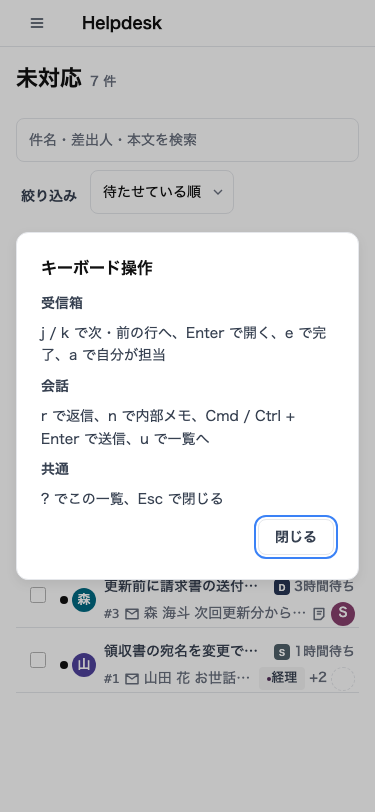 Helpdesk
未対応 7 件
件名・差出人・本文を検索
絞り込み 待たせている順
キーボード操作
受信箱
j / k で次・前の行へ、Enter で開く、e で完
了、a で自分が担当
会話
r で返信、n で内部メモ、Cmd / Ctrl +
Enter で送信、u で一覧へ
共通
? でこの一覧、Esc で閉じる
閉じる
森 更新前に請求書の送付… D 3時間待ち
#3 森 海斗 次回更新分から… S
山 領収書の宛名を変更で… S 1時間待ち
#1 山田 花 お世話… •経理 +2